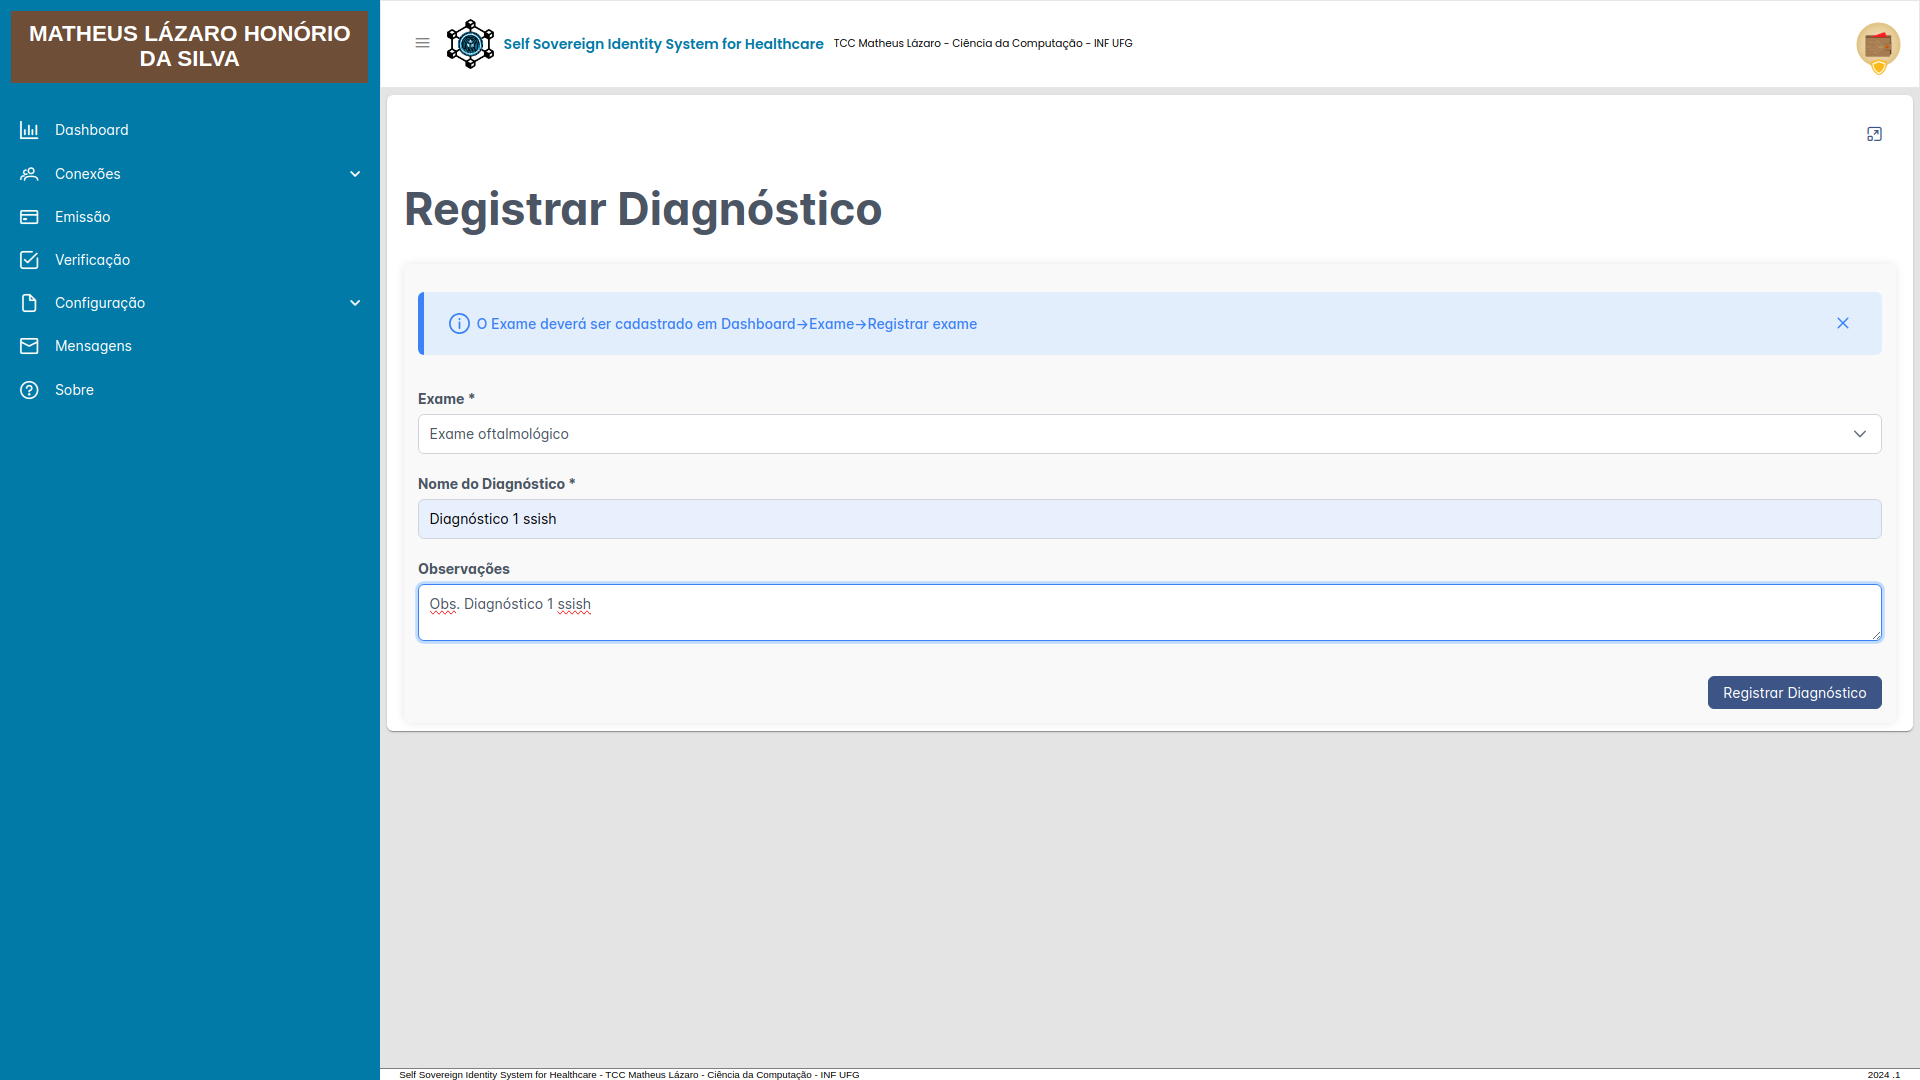 MATHEUS LÁZARO HONÓRIO
DA SILVA
Dashboard
Conexões
Emissão
Verificação
Configuração
Mensagens
Sobre
Self Sovereign Identity System for Healthcare TCC Matheus Lázaro - Ciência da Computação - INF UFG
Registrar Diagnóstico
O Exame deverá ser cadastrado em Dashboard→Exame→Registrar exame
Exame *
Exame oftalmológico
Nome do Diagnóstico *
Diagnóstico 1 ssish
Observações
Obs. Diagnóstico 1 ssish
Registrar Diagnóstico
Self Sovereign Identity System for Healthcare - TCC Matheus Lázaro - Ciência da Computação - INF UFG
2024 .1